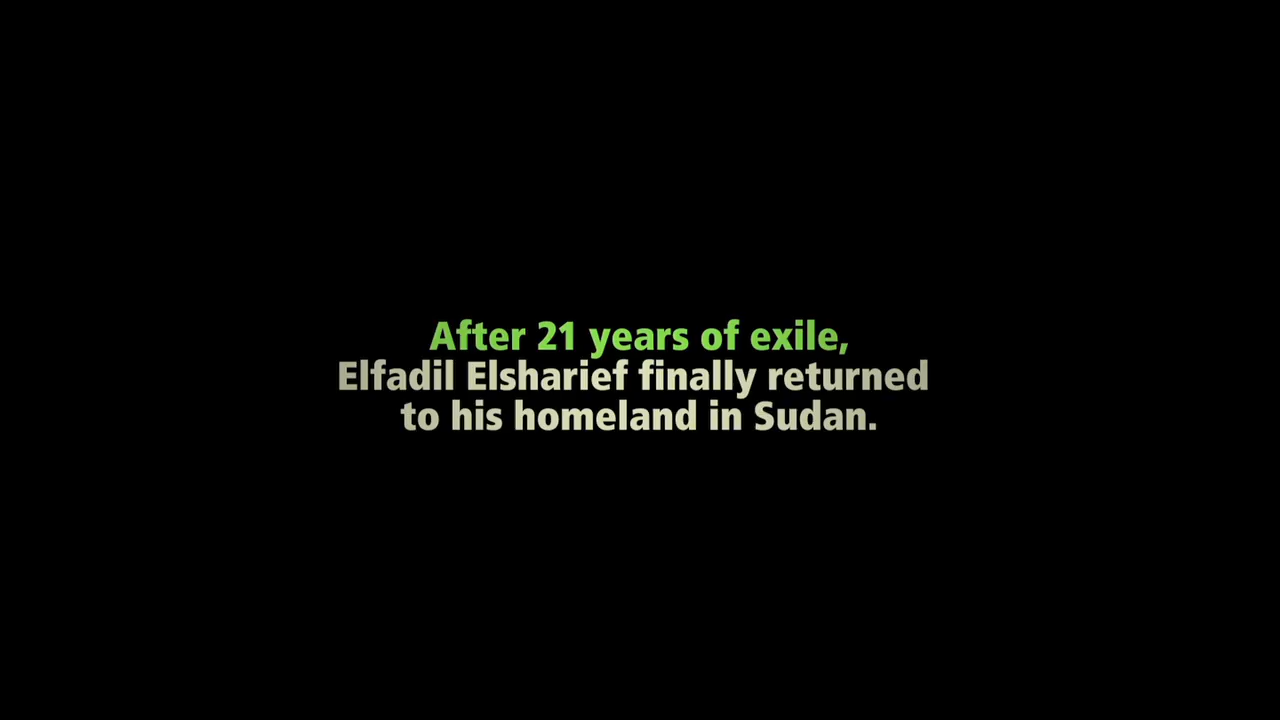 After 21 years of exile,
Elfadil Elsharief finally returned
to his homeland in Sudan.